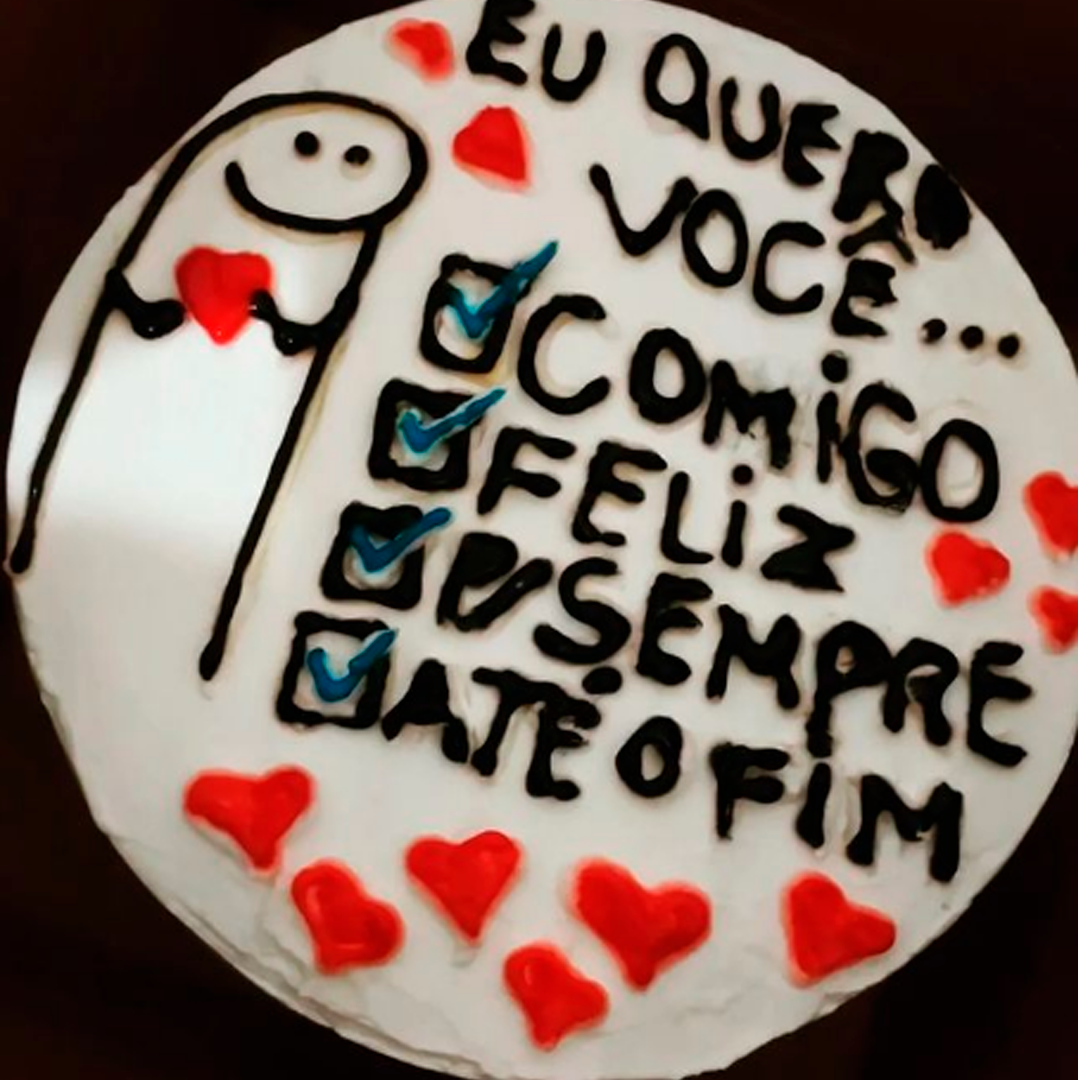 EU QUERO
VOCÊ...
COMiGO
FELiZ
P/SEMPRE
ATÉ O FiM